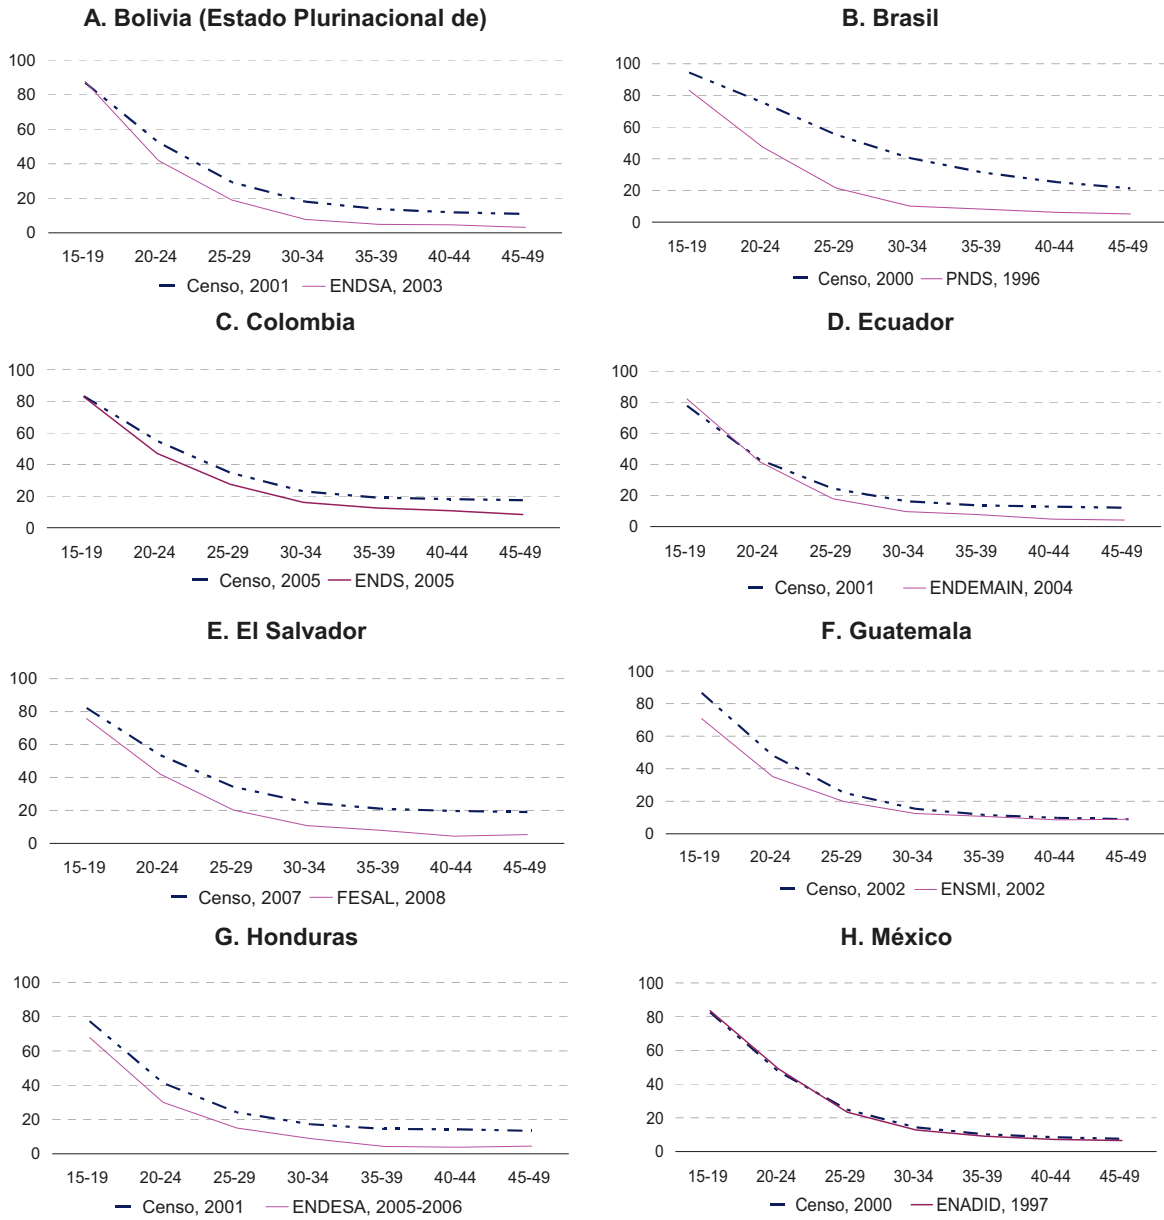 A. Bolivia (Estado Plurinacional de)
100
80
60
40
20
0
15-19 20-24 25-29 30-34 35-39 40-44 45-49
Censo, 2001 ENDSA, 2003
B. Brasil
100
80
60
40
20
0
15-19 20-24 25-29 30-34 35-39 40-44 45-49
Censo, 2000 PNDS, 1996
C. Colombia
100
80
60
40
20
0
15-19 20-24 25-29 30-34 35-39 40-44 45-49
Censo, 2005 ENDS, 2005
D. Ecuador
100
80
60
40
20
0
15-19 20-24 25-29 30-34 35-39 40-44 45-49
Censo, 2001 ENDEMAIN, 2004
E. El Salvador
100
80
60
40
20
0
15-19 20-24 25-29 30-34 35-39 40-44 45-49
Censo, 2007 FESAL, 2008
F. Guatemala
100
80
60
40
20
0
15-19 20-24 25-29 30-34 35-39 40-44 45-49
Censo, 2002 ENSMI, 2002
G. Honduras
100
80
60
40
20
0
15-19 20-24 25-29 30-34 35-39 40-44 45-49
Censo, 2001 ENDESA, 2005-2006
H. México
100
80
60
40
20
0
15-19 20-24 25-29 30-34 35-39 40-44 45-49
Censo, 2000 ENADID, 1997